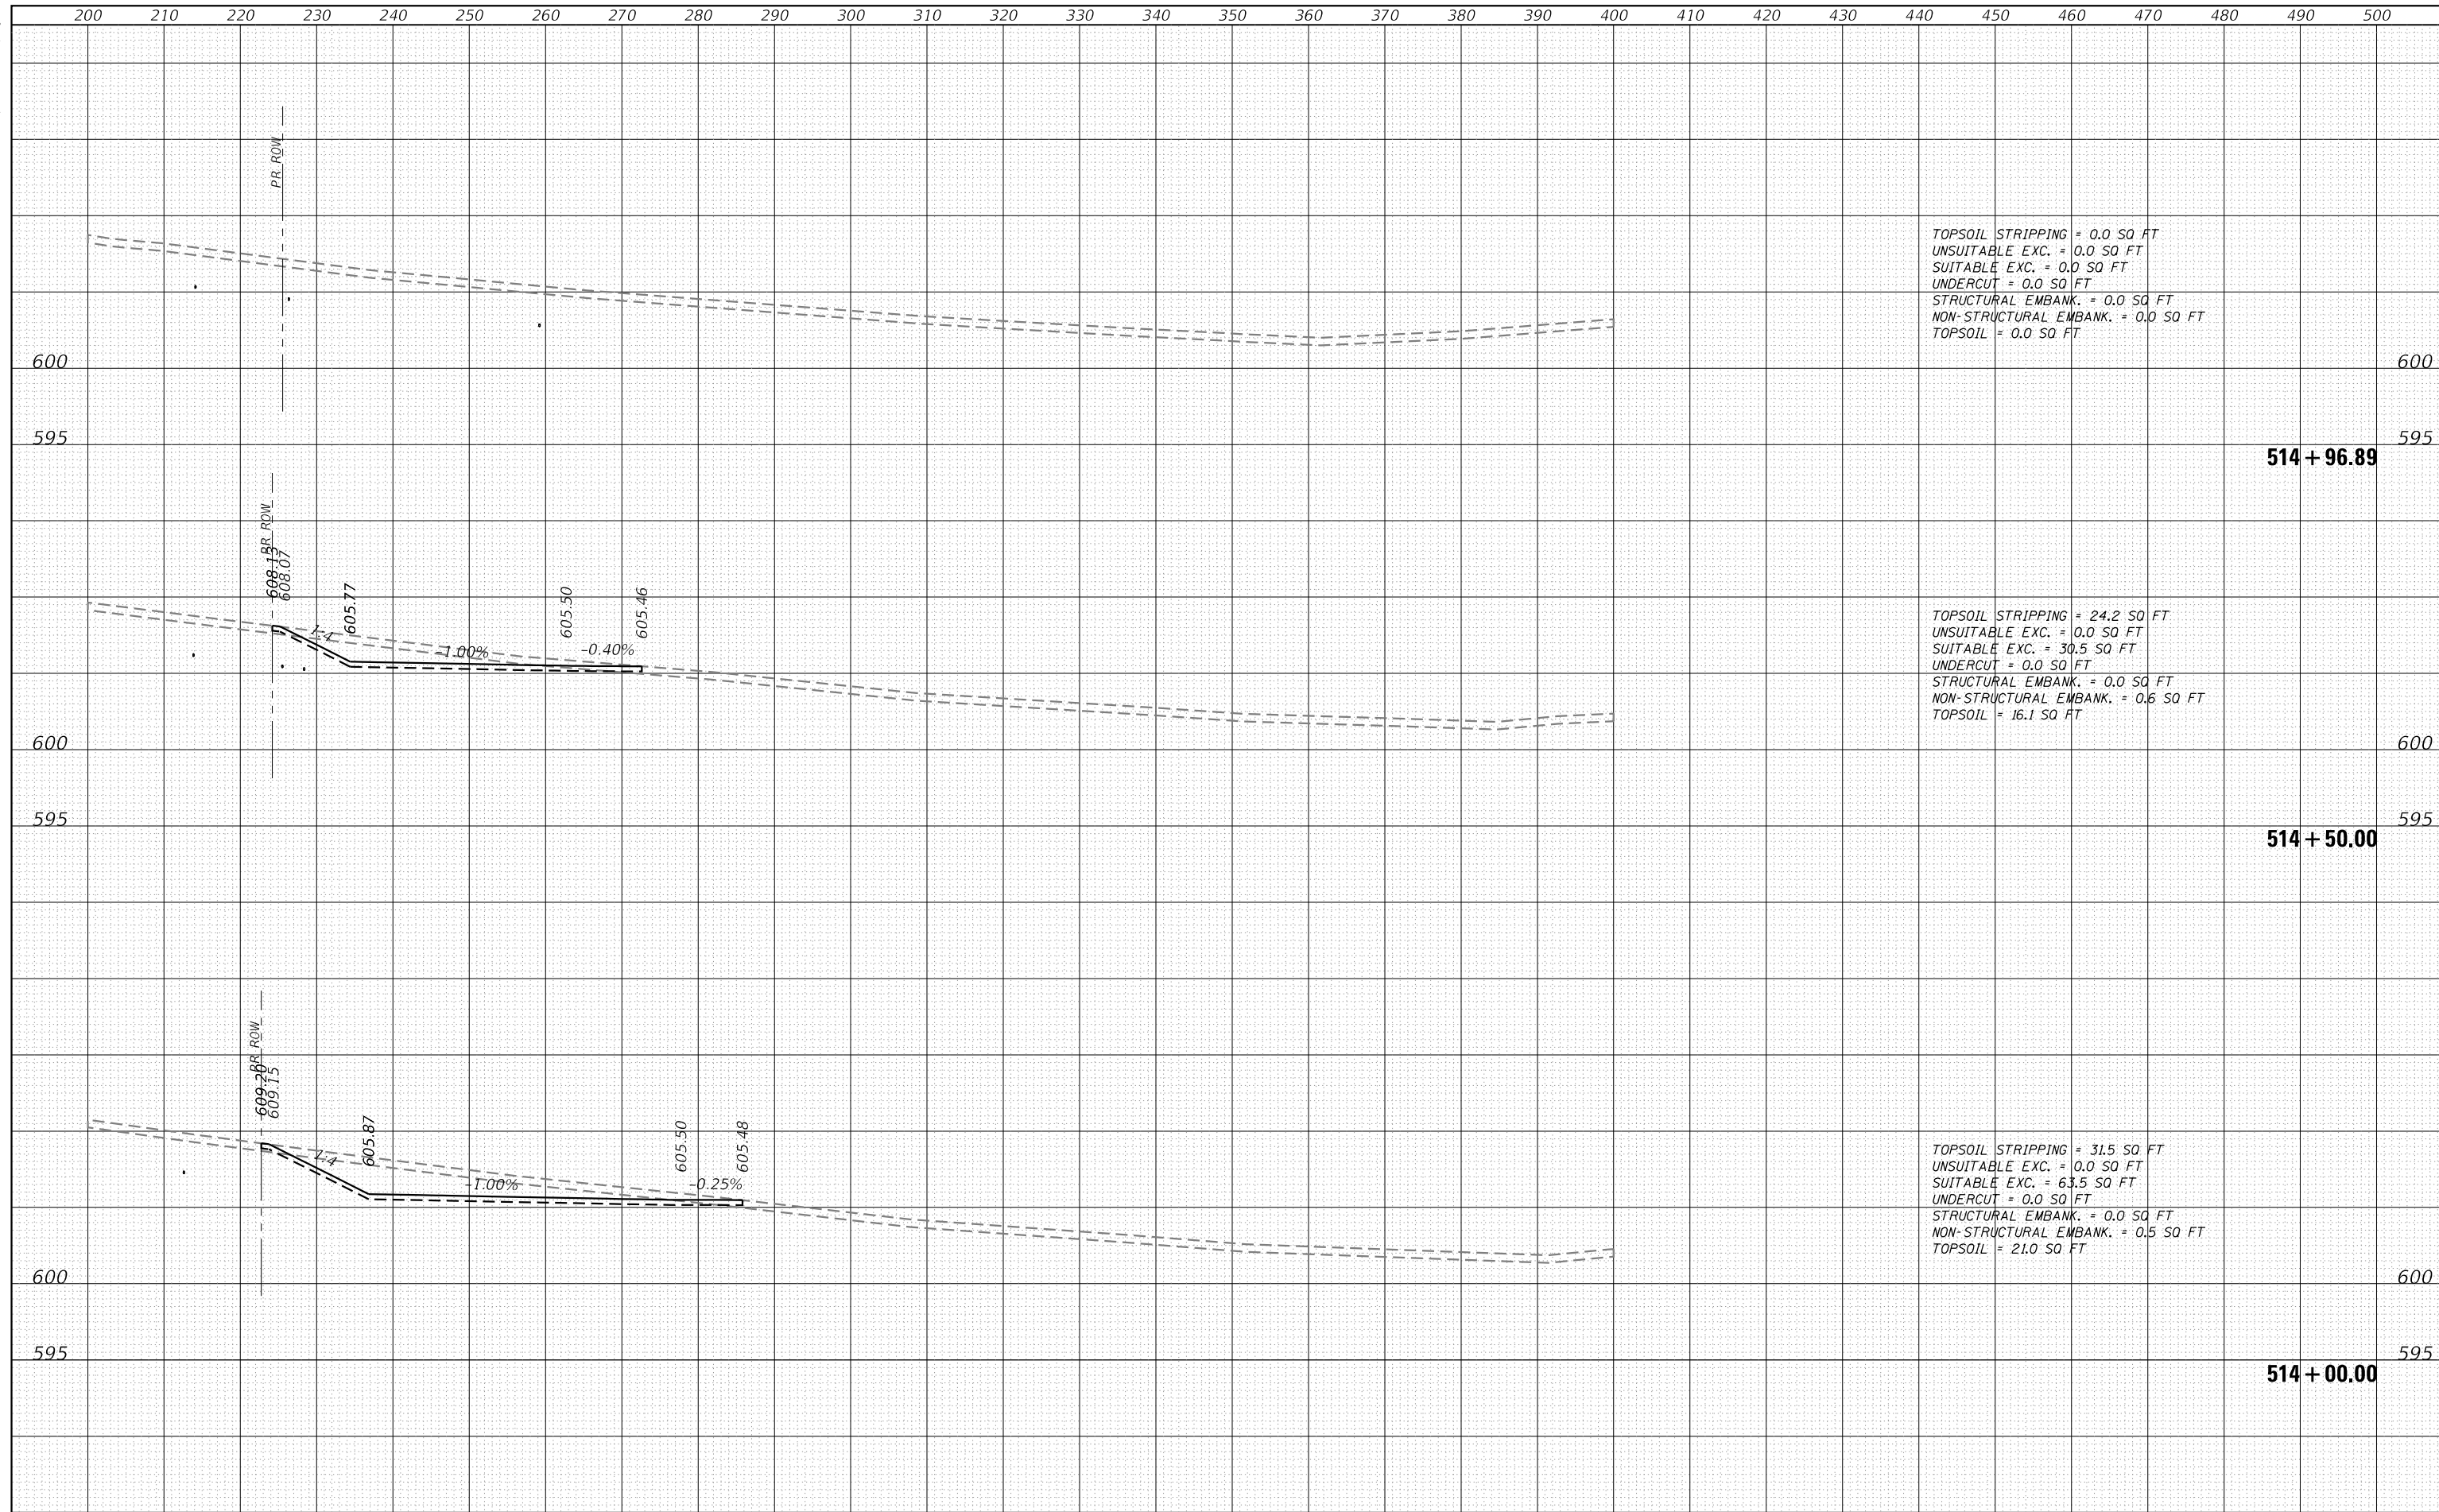 200 210 220 230 240 250 260 270 280 290 300 310 320 330 340 350 360 370 380 390 400 410 420 430 440 450 460 470 480 490 500
PR ROW
TOPSOIL STRIPPING = 0.0 SQ FT
UNSUITABLE EXC. = 0.0 SQ FT
SUITABLE EXC. = 0.0 SQ FT
UNDERCUT = 0.0 SQ FT
STRUCTURAL EMBANK. = 0.0 SQ FT
NON-STRUCTURAL EMBANK. = 0.0 SQ FT
TOPSOIL = 0.0 SQ FT
600 600
595 595
514+96.89
PR ROW
608.13
608.07
605.77
605.50
605.46
1:4
-1.00%
-0.40%
TOPSOIL STRIPPING = 24.2 SQ FT
UNSUITABLE EXC. = 0.0 SQ FT
SUITABLE EXC. = 30.5 SQ FT
UNDERCUT = 0.0 SQ FT
STRUCTURAL EMBANK. = 0.0 SQ FT
NON-STRUCTURAL EMBANK. = 0.6 SQ FT
TOPSOIL = 16.1 SQ FT
600 600
595 595
514+50.00
PR ROW
609.20
609.15
605.87
605.50
605.48
1:4
-1.00%
-0.25%
TOPSOIL STRIPPING = 31.5 SQ FT
UNSUITABLE EXC. = 0.0 SQ FT
SUITABLE EXC. = 63.5 SQ FT
UNDERCUT = 0.0 SQ FT
STRUCTURAL EMBANK. = 0.0 SQ FT
NON-STRUCTURAL EMBANK. = 0.5 SQ FT
TOPSOIL = 21.0 SQ FT
600 600
595 595
514+00.00